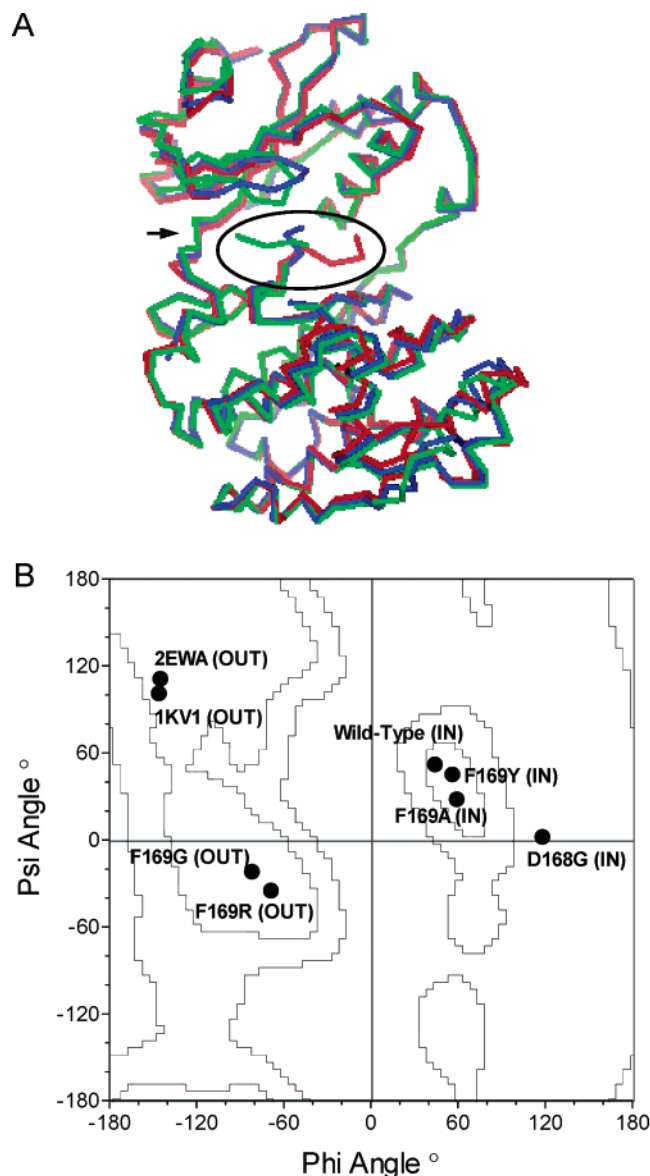 A
B
180
120
60
0
-60
-120
-180
Psi Angle °
2EWA (OUT)
1KV1 (OUT)
Wild-Type (IN)
F169Y (IN)
F169A (IN)
D168G (IN)
F169G (OUT)
F169R (OUT)
-180 -120 -60 0 60 120 180
Phi Angle °